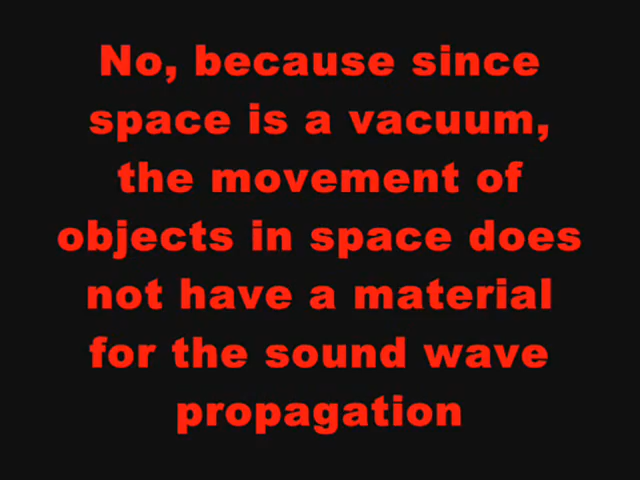 No, because since
space is a vacuum,
the movement of
objects in space does
not have a material
for the sound wave
propagation